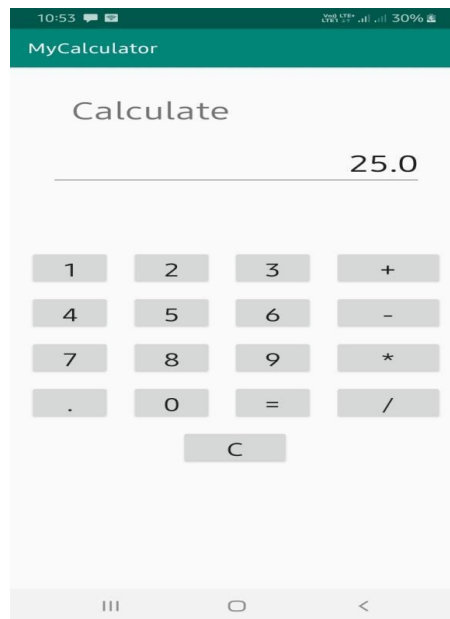 10:53 30%
MyCalculator
Calculate
25.0
1 2 3 +
4 5 6 -
7 8 9 *
. 0 = /
C